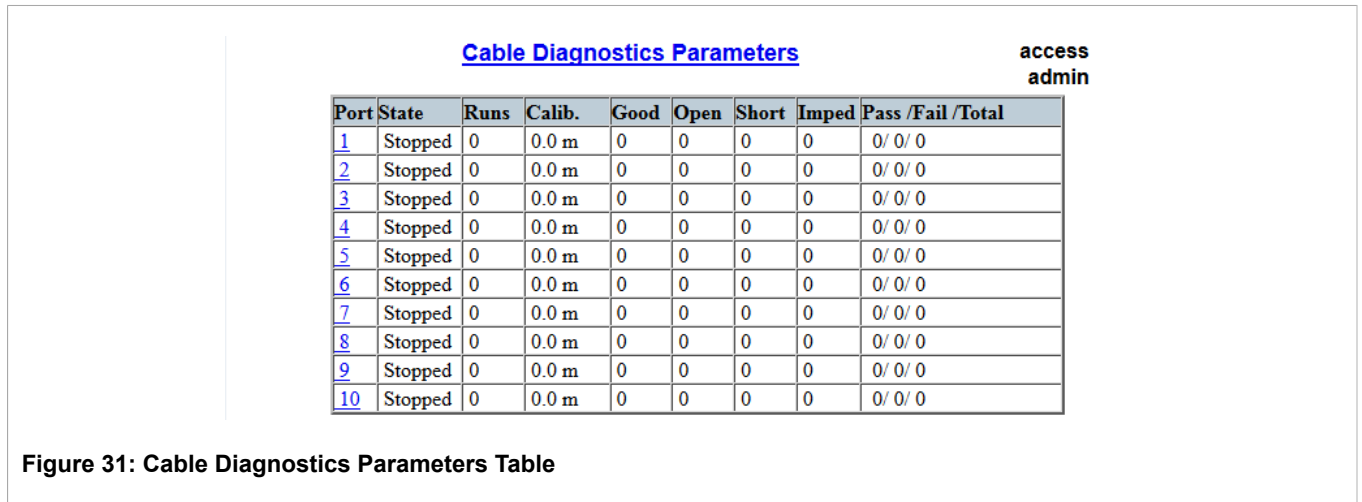 Cable Diagnostics Parameters
access
admin
Port State Runs Calib. Good Open Short Imped Pass /Fail /Total
1 Stopped 0 0.0 m 0 0 0 0 0/ 0/ 0
2 Stopped 0 0.0 m 0 0 0 0 0/ 0/ 0
3 Stopped 0 0.0 m 0 0 0 0 0/ 0/ 0
4 Stopped 0 0.0 m 0 0 0 0 0/ 0/ 0
5 Stopped 0 0.0 m 0 0 0 0 0/ 0/ 0
6 Stopped 0 0.0 m 0 0 0 0 0/ 0/ 0
7 Stopped 0 0.0 m 0 0 0 0 0/ 0/ 0
8 Stopped 0 0.0 m 0 0 0 0 0/ 0/ 0
9 Stopped 0 0.0 m 0 0 0 0 0/ 0/ 0
10 Stopped 0 0.0 m 0 0 0 0 0/ 0/ 0
Figure 31: Cable Diagnostics Parameters Table